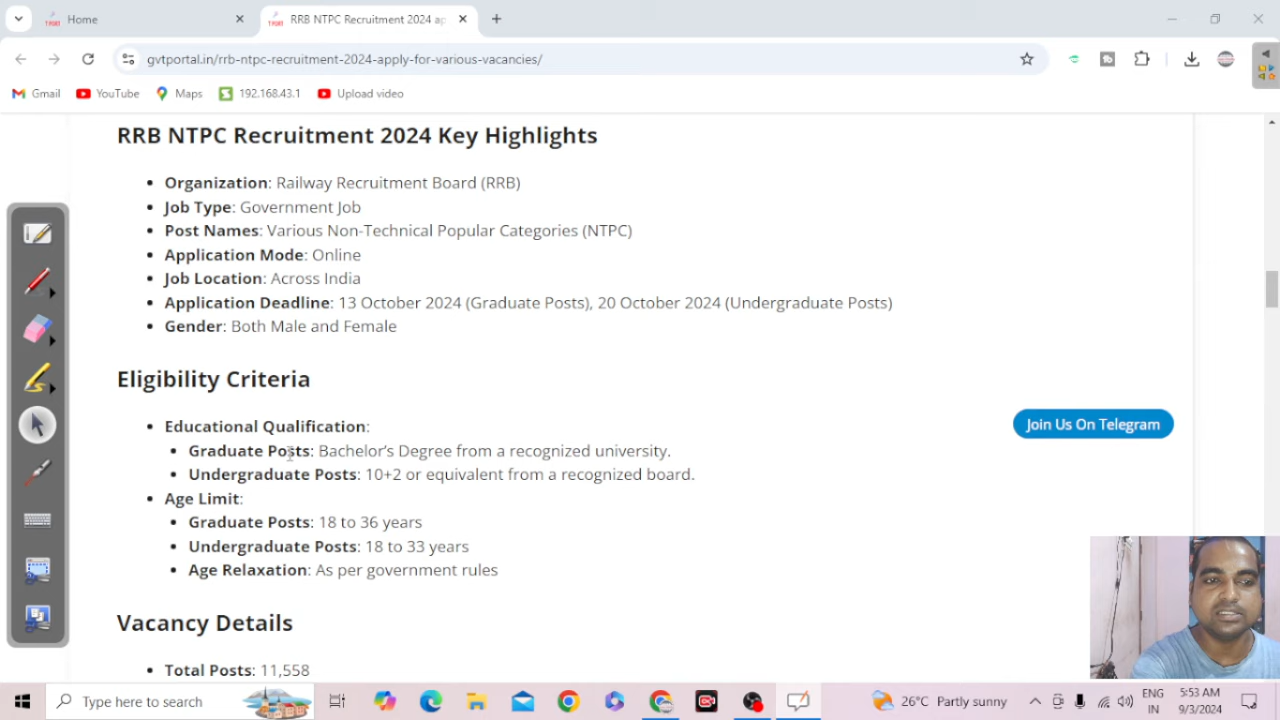 Home
RRB NTPC Recruitment 2024 ap
gvtportal.in/rrb-ntpc-recruitment-2024-apply-for-various-vacancies/
Gmail
YouTube
Maps
192.168.43.1
Upload video
RRB NTPC Recruitment 2024 Key Highlights
Organization: Railway Recruitment Board (RRB)
Job Type: Government Job
Post Names: Various Non-Technical Popular Categories (NTPC)
Application Mode: Online
Job Location: Across India
Application Deadline: 13 October 2024 (Graduate Posts), 20 October 2024 (Undergraduate Posts)
Gender: Both Male and Female
Eligibility Criteria
Educational Qualification:
Graduate Posts: Bachelor's Degree from a recognized university.
Undergraduate Posts: 10+2 or equivalent from a recognized board.
Age Limit:
Graduate Posts: 18 to 36 years
Undergraduate Posts: 18 to 33 years
Age Relaxation: As per government rules
Join Us On Telegram
Vacancy Details
Total Posts: 11,558
Type here to search
26°C Partly sunny
ENG
IN
5:53 AM
9/3/2024